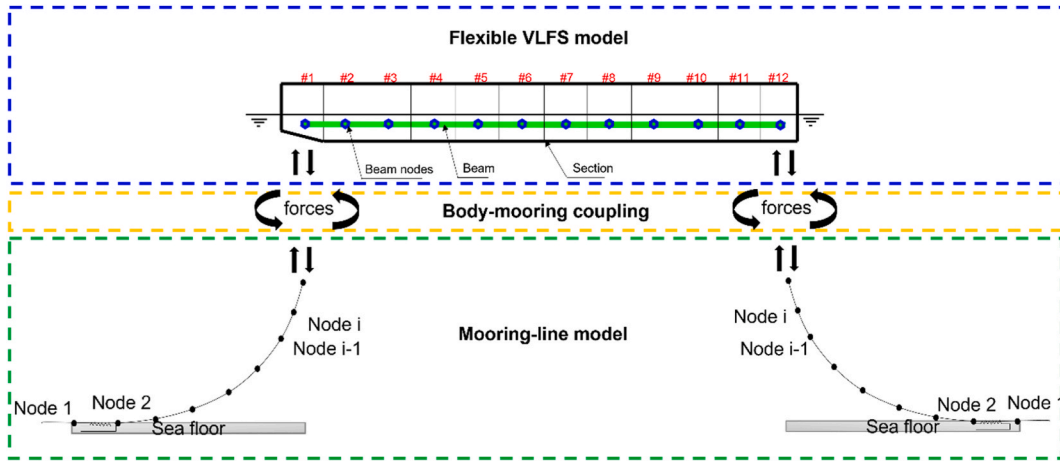 Flexible VLFS model
#1 #2 #3 #4 #5 #6 #7 #8 #9 #10 #11 #12
Beam nodes Beam Section
forces Body-mooring coupling forces
Node i Node i
Node i-1 Mooring-line model Node i-1
Node 1 Node 2 Node 2 Node 1
Sea floor Sea floor